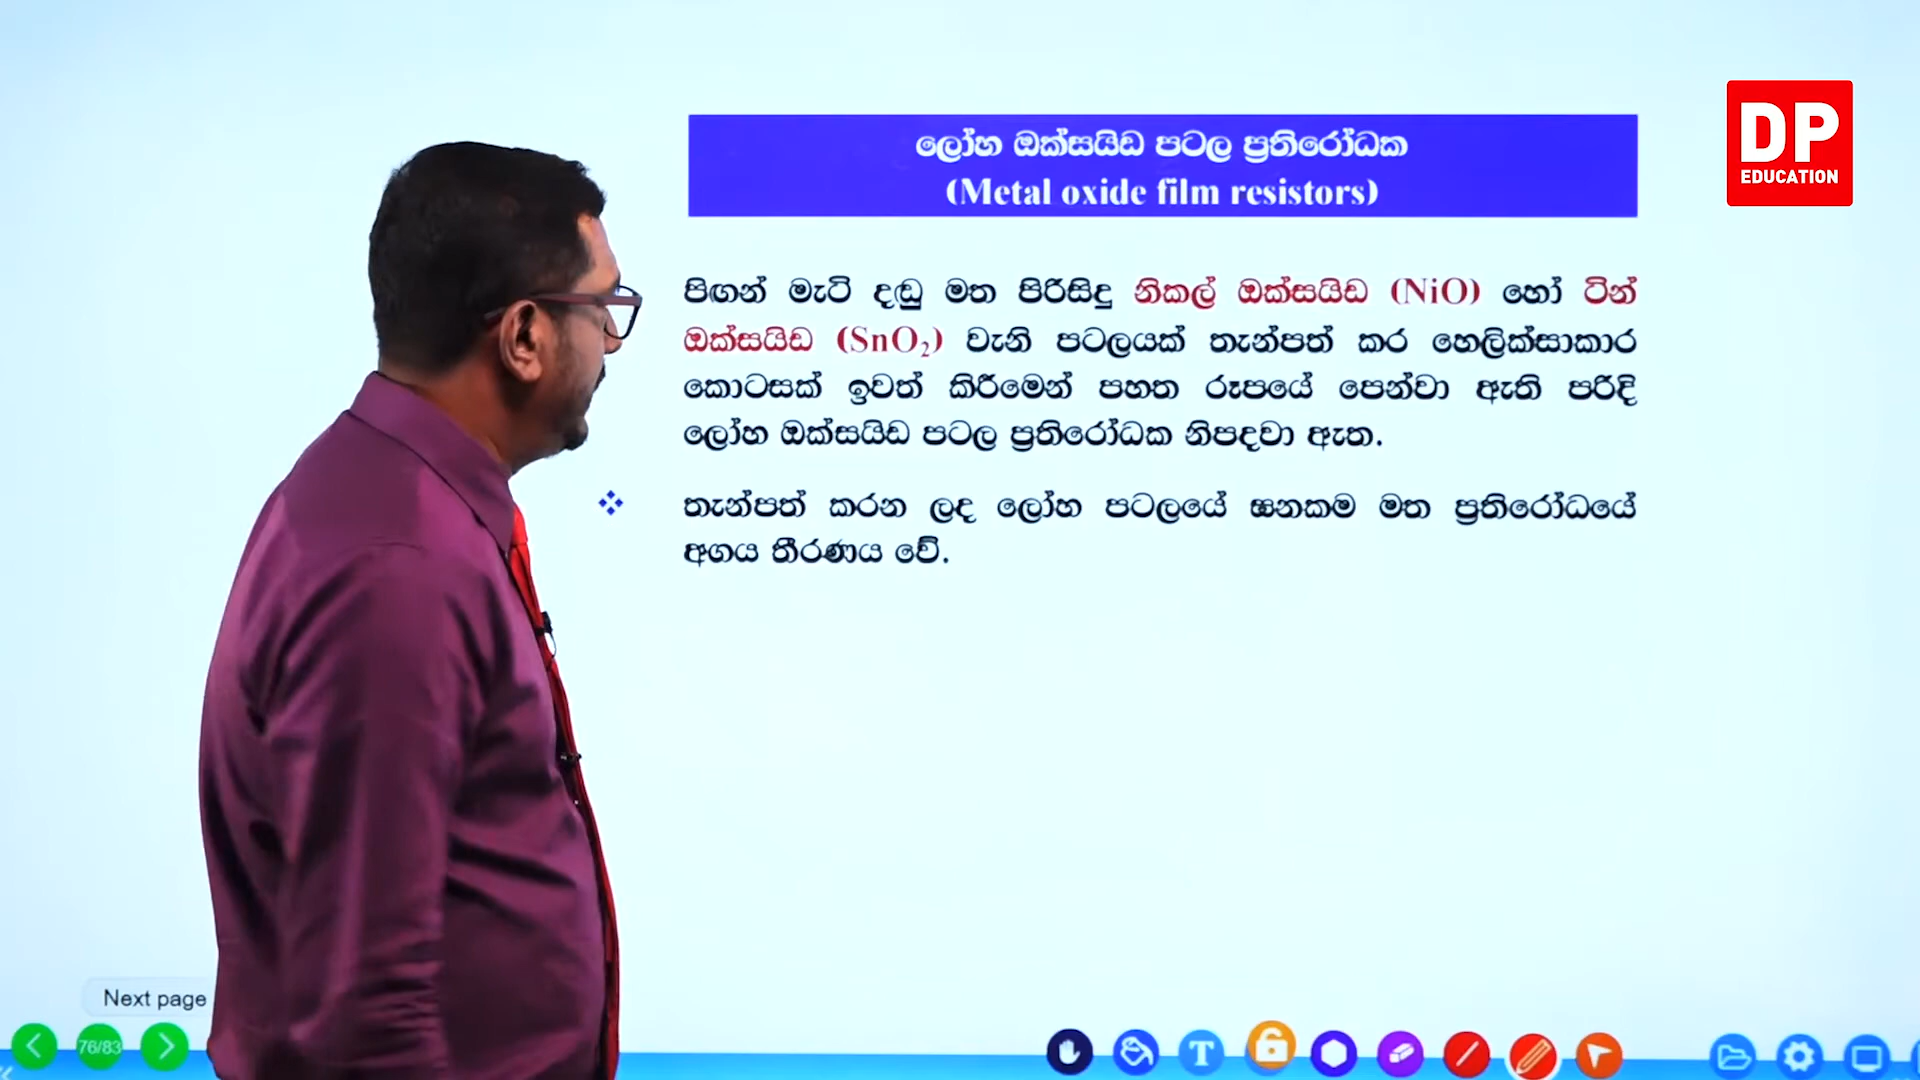 DP
EDUCATION
ලෝහ ඔක්සයිඩ පටල ප්‍රතිරෝධක
(Metal oxide film resistors)
පිඟන් මැටි දඬු මත පිරිසිදු නිකල් ඔක්සයිඩ (NiO) හෝ ටින්
ඔක්සයිඩ (SnO₂) වැනි පටලයක් තැන්පත් කර හෙලික්සාකාර
කොටසක් ඉවත් කිරීමෙන් පහත රූපයේ පෙන්වා ඇති පරිදි
ලෝහ ඔක්සයිඩ පටල ප්‍රතිරෝධක නිපදවා ඇත.
තැන්පත් කරන ලද ලෝහ පටලයේ ඝනකම මත ප්‍රතිරෝධයේ
අගය තීරණය වේ.
Next page
76/83
T